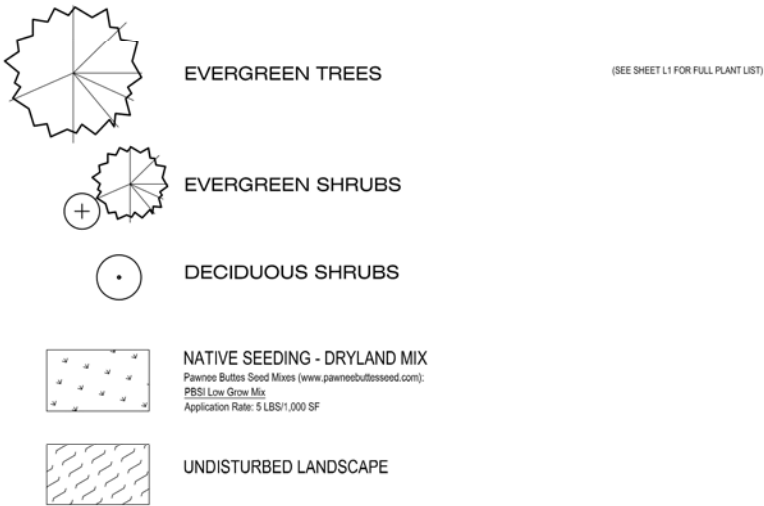 EVERGREEN TREES
(SEE SHEET L1 FOR FULL PLANT LIST)
EVERGREEN SHRUBS
DECIDUOUS SHRUBS
NATIVE SEEDING - DRYLAND MIX
Pawnee Buttes Seed Mixes (www.pawneebuttesseed.com):
PBSI Low Grow Mix
Application Rate: 5 LBS/1,000 SF
UNDISTURBED LANDSCAPE